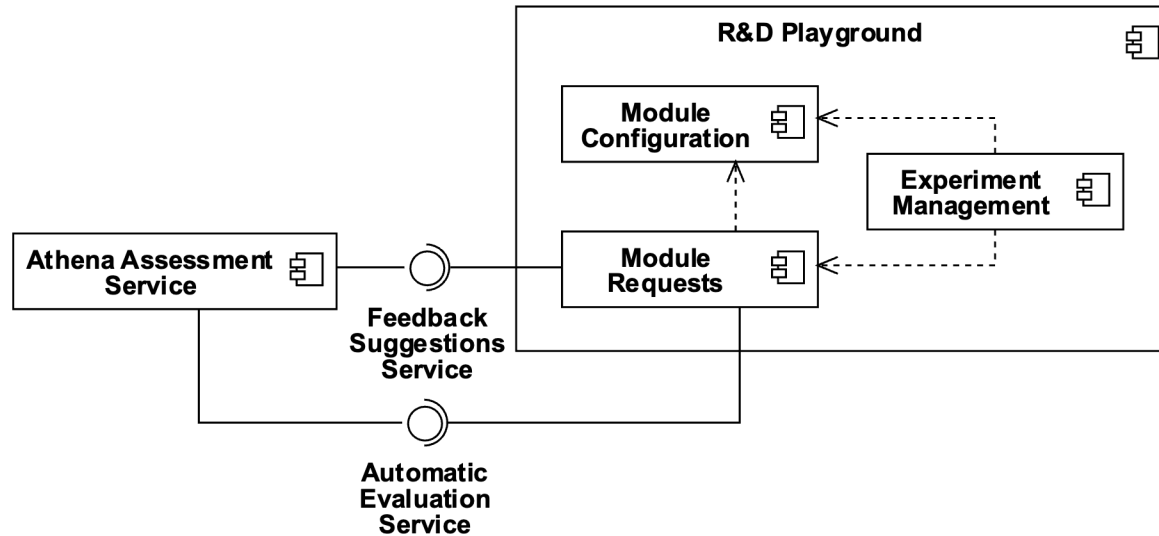 R&D Playground
Module
Configuration
Experiment
Management
Athena Assessment
Service
Module
Requests
Feedback
Suggestions
Service
Automatic
Evaluation
Service